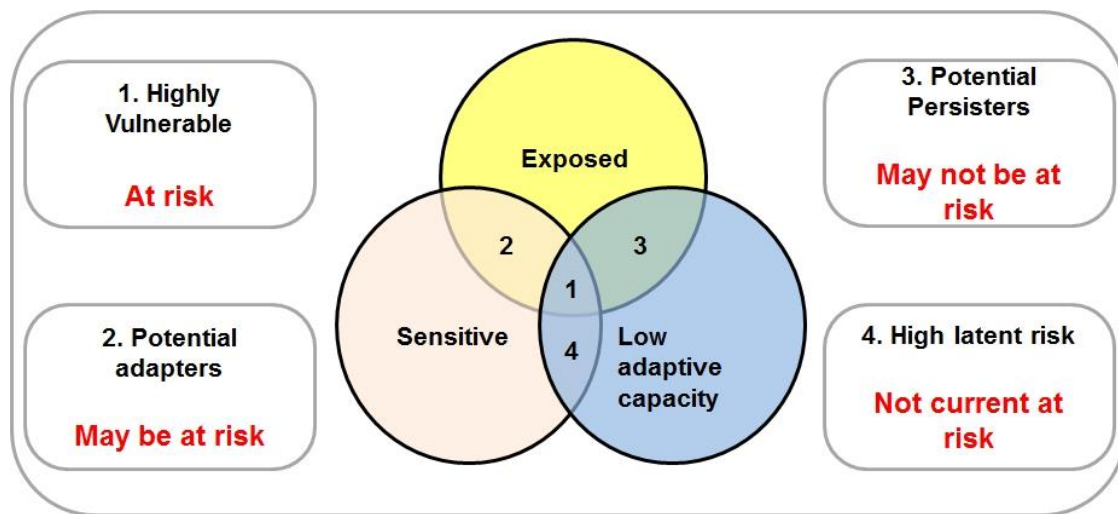 1. Highly
Vulnerable
At risk
2. Potential
adapters
May be at risk
Exposed
2
3
1
Sensitive
4
Low
adaptive
capacity
3. Potential
Persisters
May not be at
risk
4. High latent risk
Not current at
risk